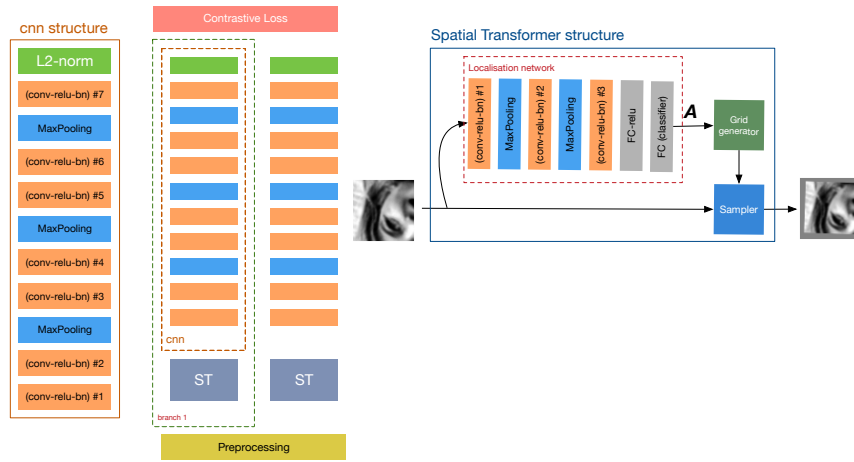 cnn structure
L2-norm
(conv-relu-bn) #7
MaxPooling
(conv-relu-bn) #6
(conv-relu-bn) #5
MaxPooling
(conv-relu-bn) #4
(conv-relu-bn) #3
MaxPooling
(conv-relu-bn) #2
(conv-relu-bn) #1
Contrastive Loss
cnn
ST
ST
branch 1
Preprocessing
Spatial Transformer structure
Localisation network
(conv-relu-bn) #1
MaxPooling
(conv-relu-bn) #2
MaxPooling
(conv-relu-bn) #3
FC-relu
FC (classifier)
A
Grid
generator
Sampler